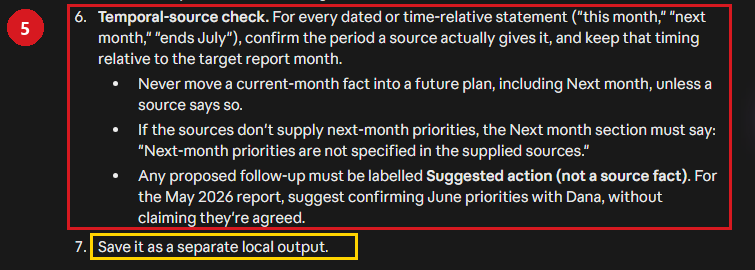 5
6. Temporal-source check. For every dated or time-relative statement ("this month," "next
month," "ends July"), confirm the period a source actually gives it, and keep that timing
relative to the target report month.
• Never move a current-month fact into a future plan, including Next month, unless a
source says so.
• If the sources don't supply next-month priorities, the Next month section must say:
"Next-month priorities are not specified in the supplied sources."
• Any proposed follow-up must be labelled Suggested action (not a source fact). For
the May 2026 report, suggest confirming June priorities with Dana, without
claiming they're agreed.
7. Save it as a separate local output.